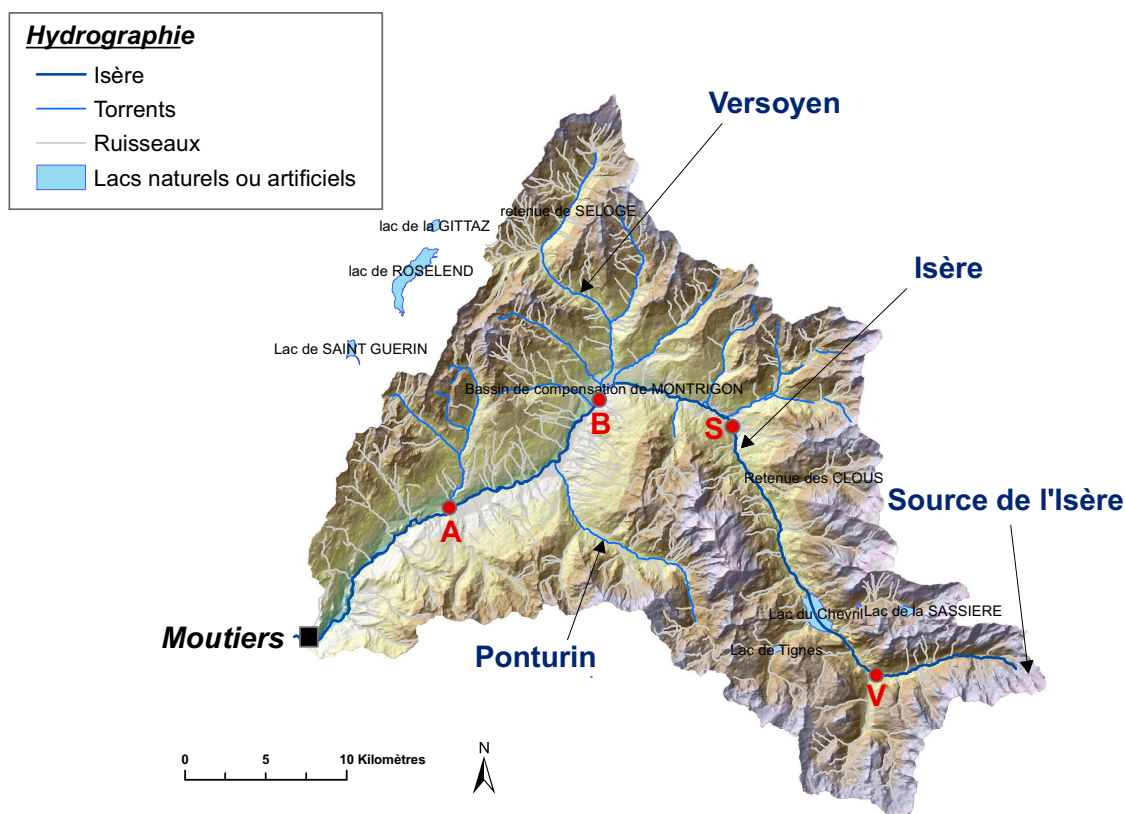 Hydrographie
Isère
Torrents
Ruisseaux
Lacs naturels ou artificiels
Versoyen
retenue de SELOGE
lac de la GITTAZ
lac de ROSELEND
Isère
Lac de SAINT GUERIN
Bassin de compensation de MONTRIGON
B
S
Retenue des CLOUS
Source de l'Isère
A
Lac du Chevril
Lac de la SASSIERE
Moutiers
Ponturin
Lac de Tignes
V
0 5 10 Kilomètres
N